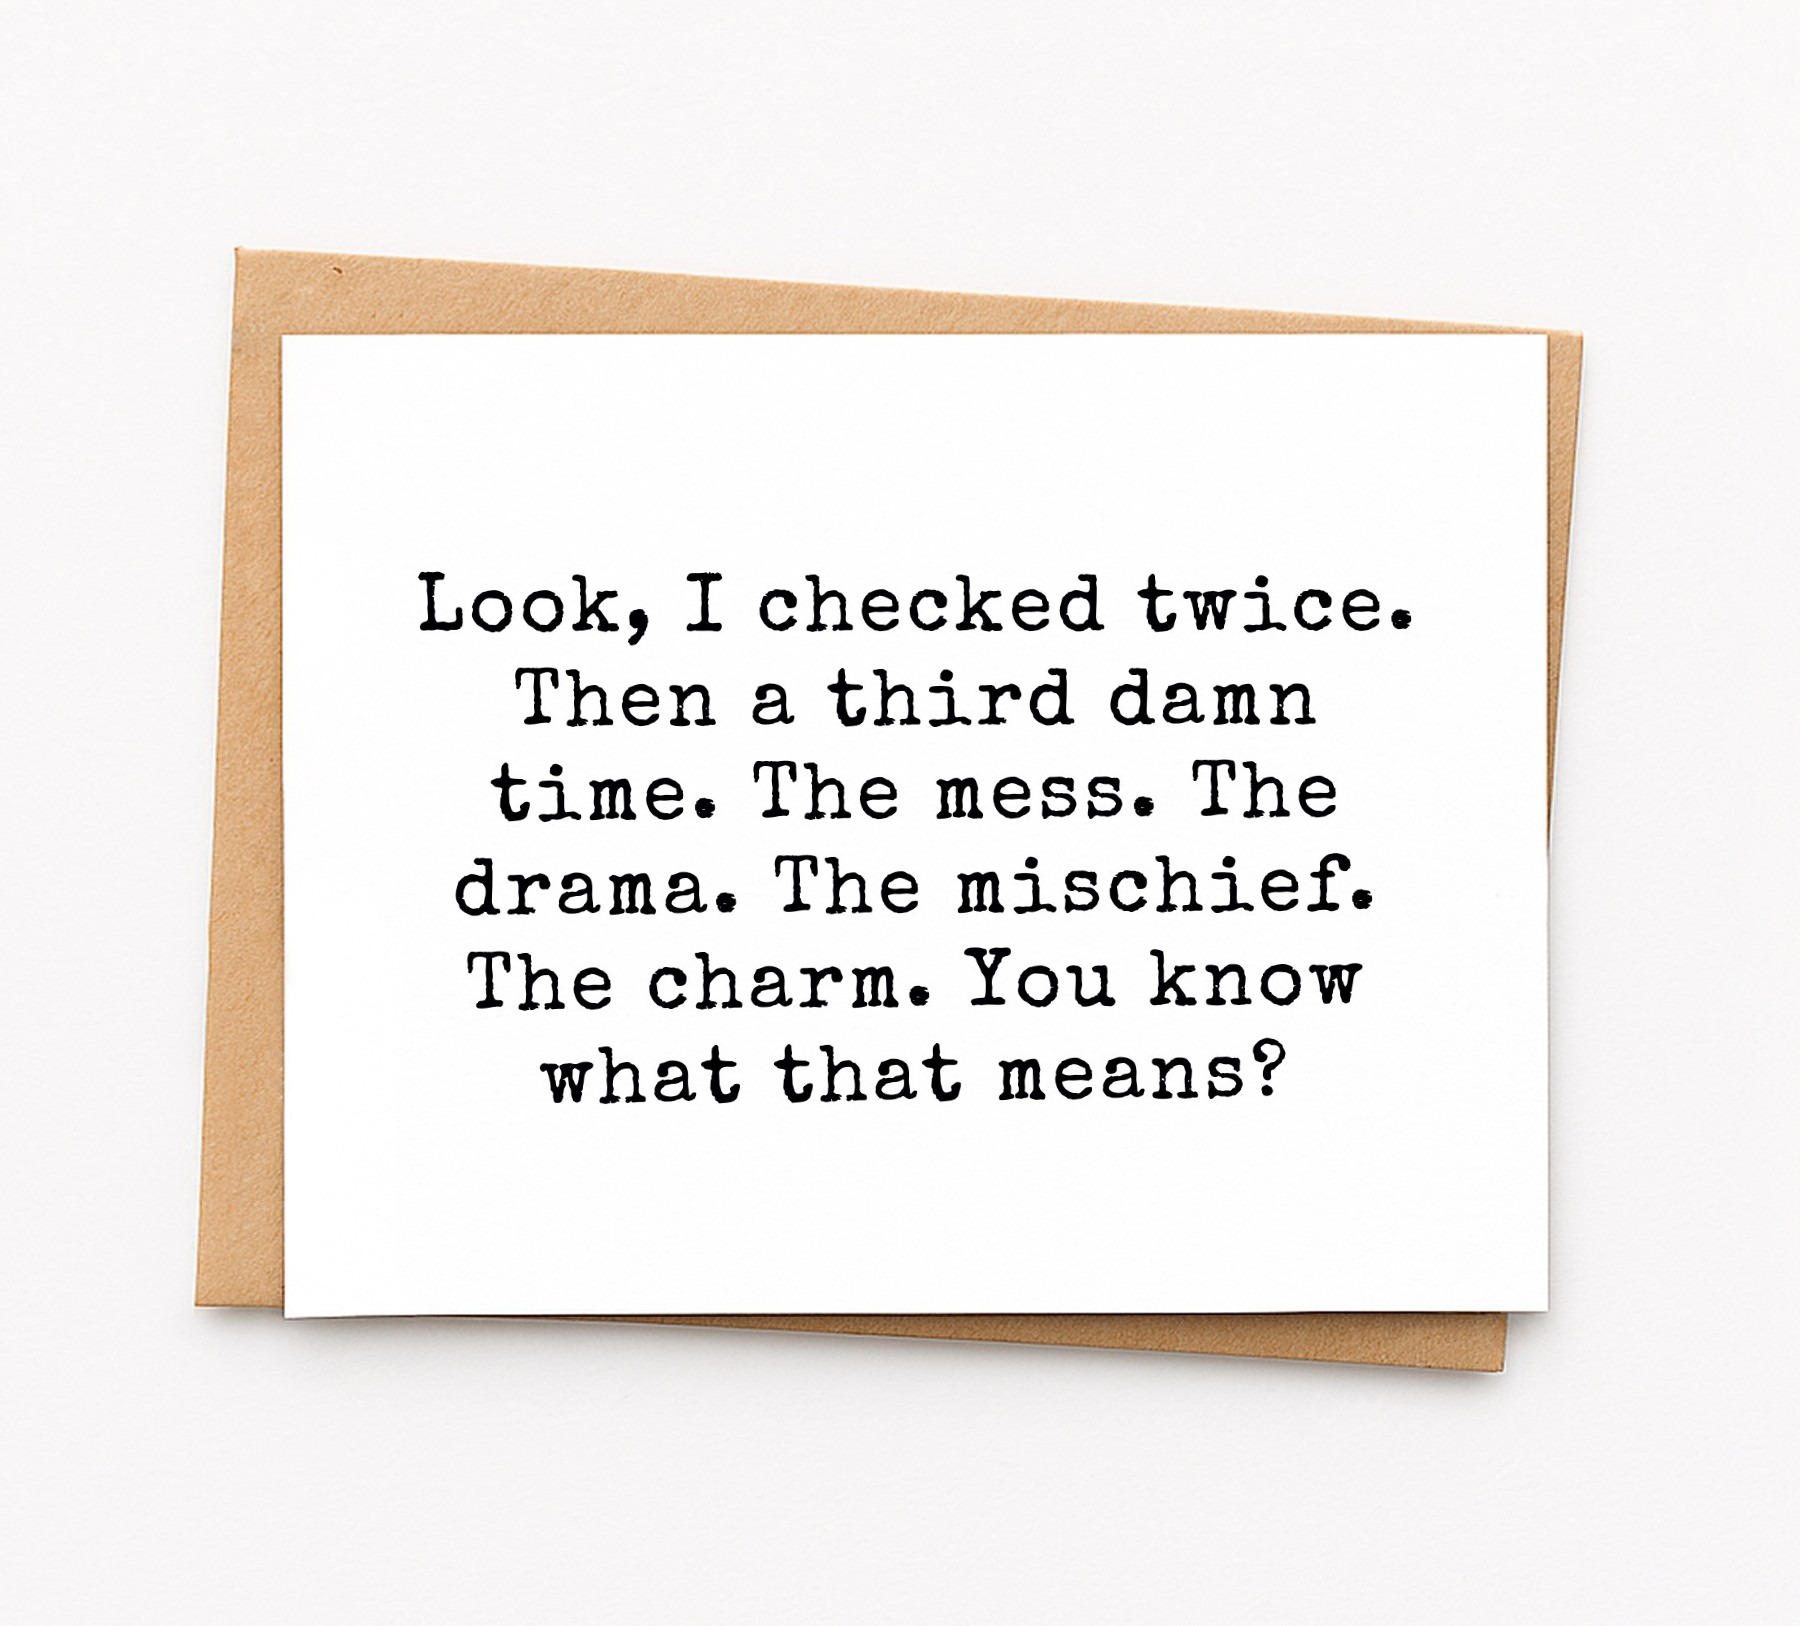 Look, I checked twice.
Then a third damn
time. The mess. The
drama. The mischief.
The charm. You know
what that means?